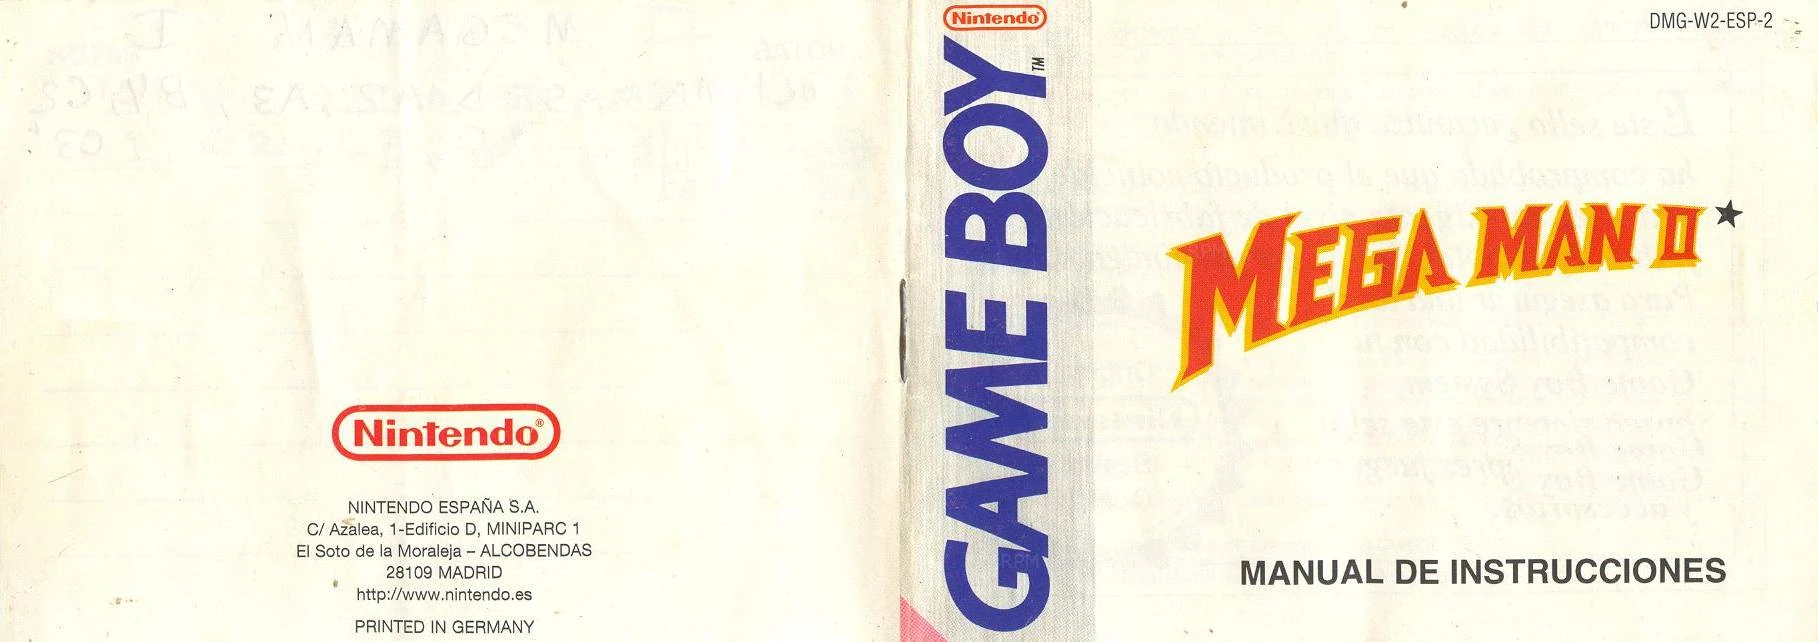 Nintendo®
NINTENDO ESPAÑA S.A.
C/ Azalea, 1-Edificio D, MINIPARC 1
El Soto de la Moraleja – ALCOBENDAS
28109 MADRID
http://www.nintendo.es
PRINTED IN GERMANY
Nintendo®
GAME BOY™
DMG-W2-ESP-2
MEGA MAN II★
MANUAL DE INSTRUCCIONES